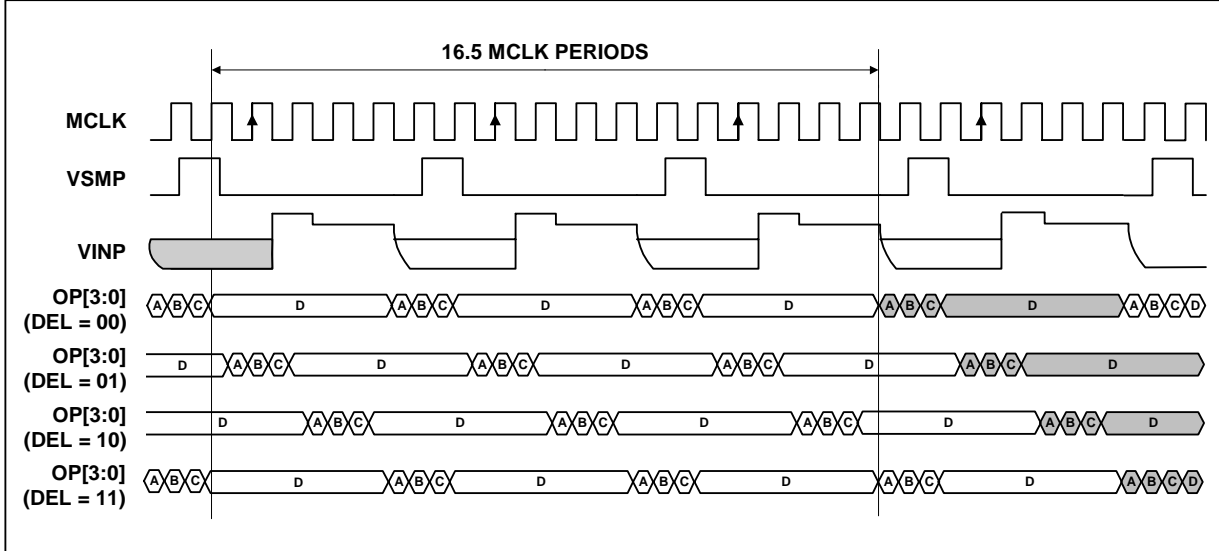 16.5 MCLK PERIODS
MCLK
VSMP
VINP
OP[3:0]
(DEL = 00)
A B C D A B C D A B C D A B C D A B C D
OP[3:0]
(DEL = 01)
D A B C D A B C D A B C D A B C D
OP[3:0]
(DEL = 10)
D A B C D A B C D A B C D A B C D
OP[3:0]
(DEL = 11)
A B C D A B C D A B C D A B C D A B C D